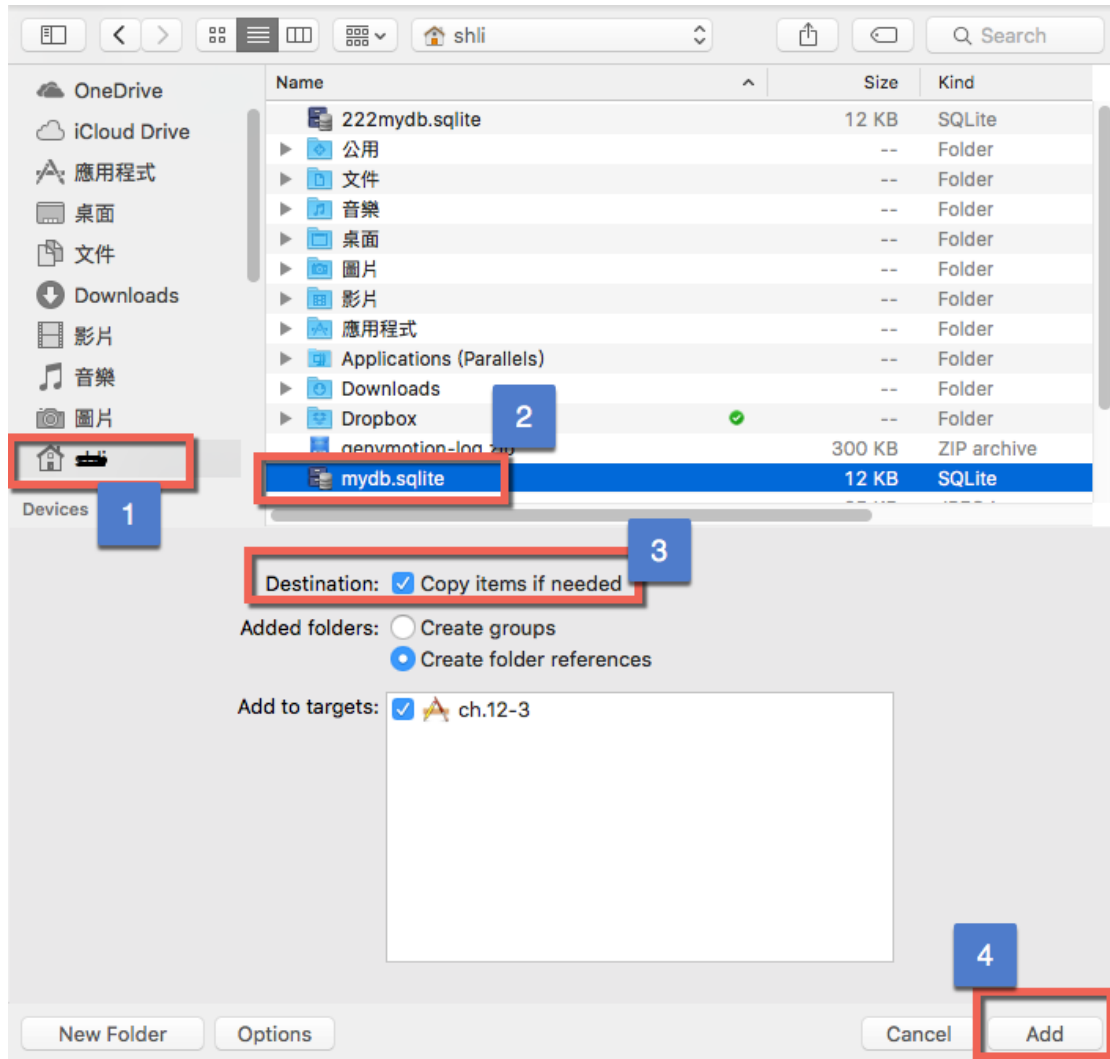 shli
Search
OneDrive
iCloud Drive
應用程式
桌面
文件
Downloads
影片
音樂
圖片
Devices
1
Name Size Kind
222mydb.sqlite 12 KB SQLite
公用 -- Folder
文件 -- Folder
音樂 -- Folder
桌面 -- Folder
圖片 -- Folder
影片 -- Folder
應用程式 -- Folder
Applications (Parallels) -- Folder
Downloads -- Folder
Dropbox -- Folder
2
genymotion-log.zip 300 KB ZIP archive
mydb.sqlite 12 KB SQLite
3
Destination: Copy items if needed
Added folders: Create groups
Create folder references
Add to targets: ch.12-3
4
New Folder Options Cancel Add